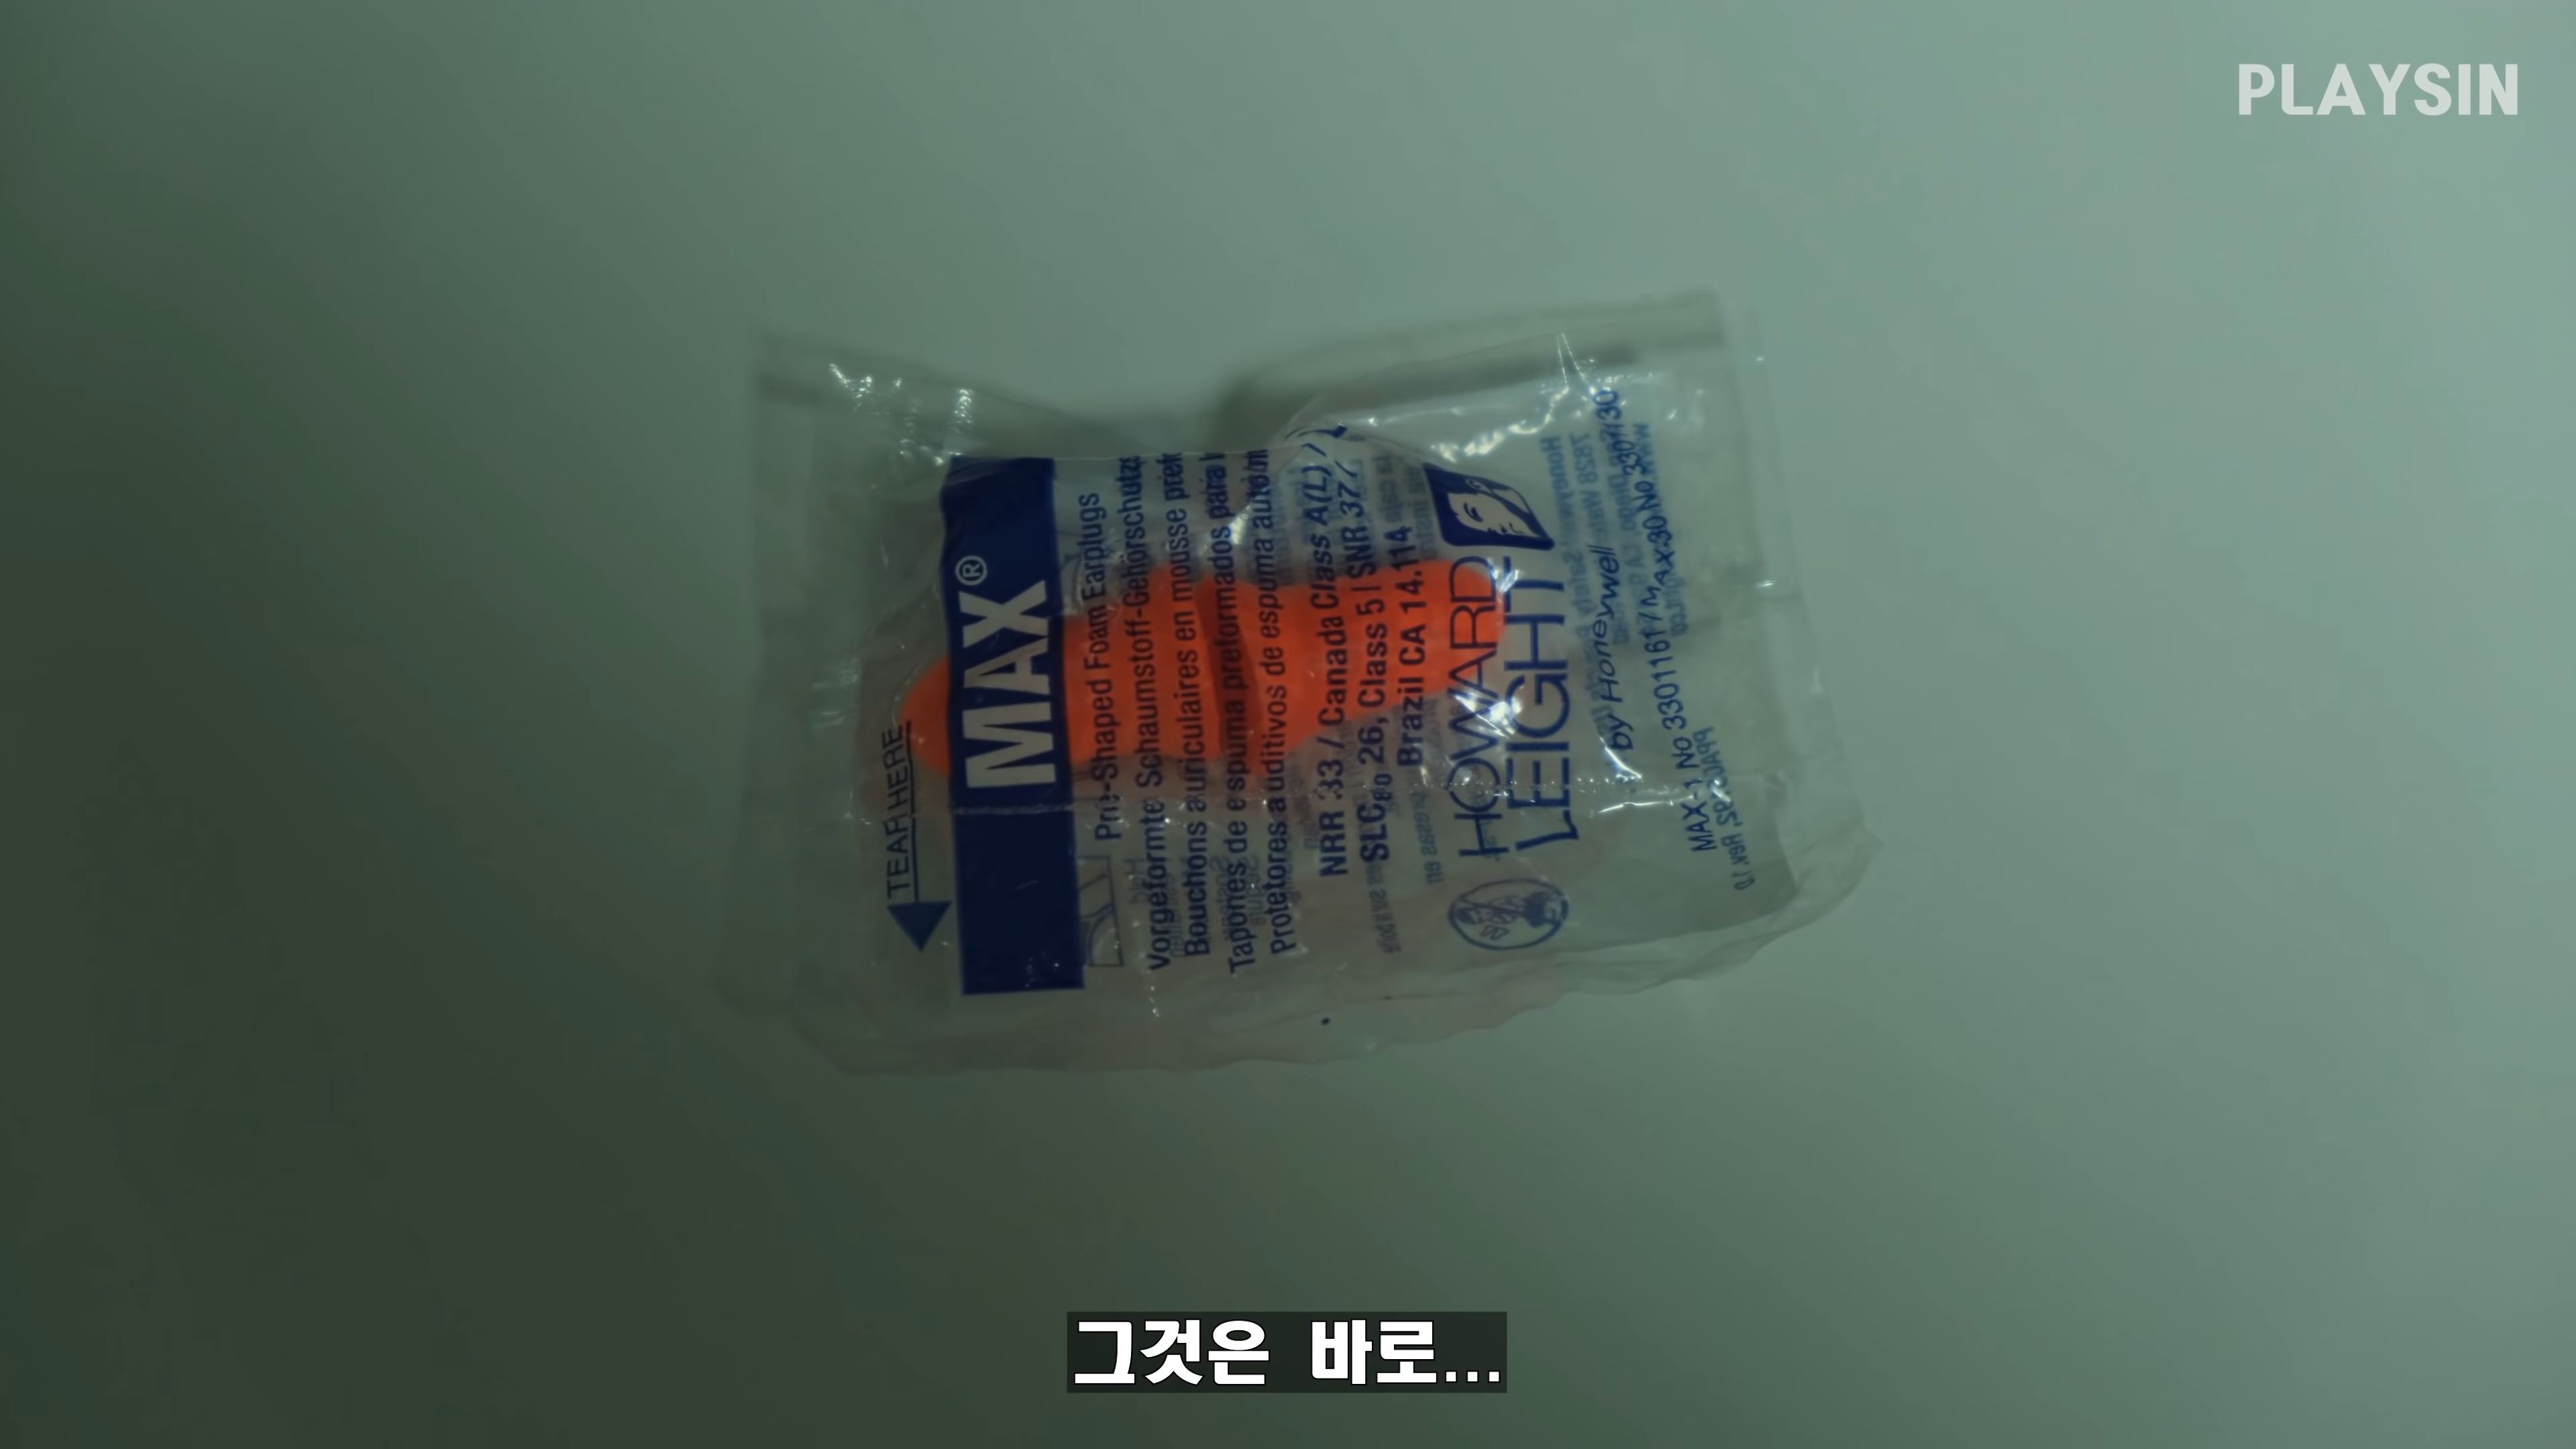 PLAYSIN
TEAR HERE
MAX®
Pre-Shaped Foam Earplugs
Vorgeformte Schaumstoff-Gehörschutz
Bouchons auriculaires en mousse
Tapones de espuma preformados para
Protetores auditivos de espuma
NRR 33 / Canada Class A(L) /
SLC80 26, Class 5 | SNR 37 /
Brazil CA 14.114
HOWARD
LEIGHT
by Honeywell
MAX-1 No 3301161 / MAX-30 No 3307130
그것은 바로...